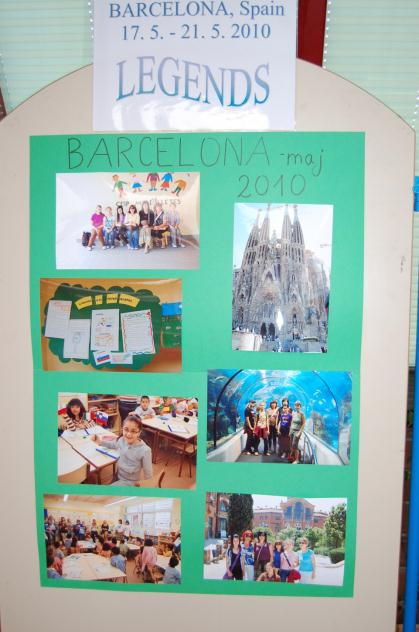 BARCELONA, Spain
17. 5. - 21. 5. 2010
LEGENDS
BARCELONA - maj
2010